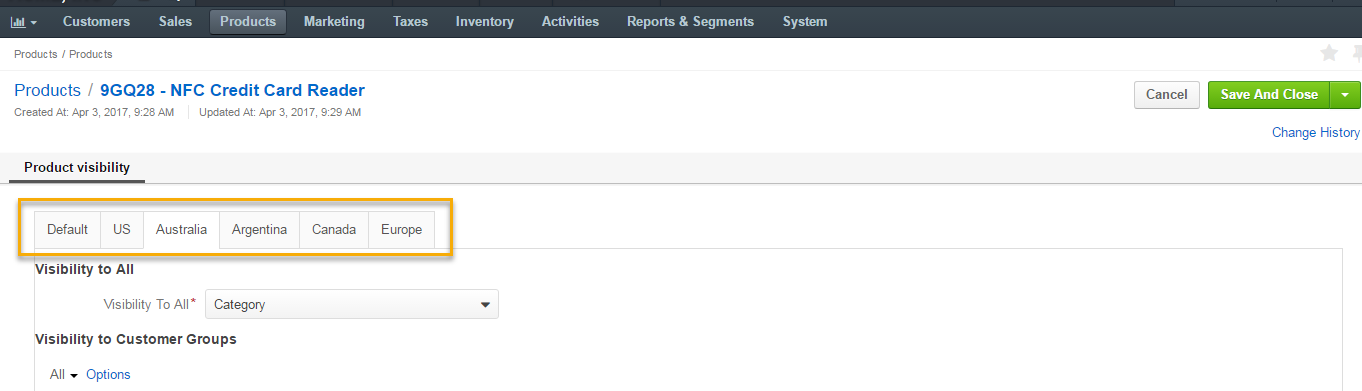 Customers Sales Products Marketing Taxes Inventory Activities Reports & Segments System
Products / Products
Products / 9GQ28 - NFC Credit Card Reader
Cancel Save And Close
Created At: Apr 3, 2017, 9:28 AM Updated At: Apr 3, 2017, 9:29 AM
Change History
Product visibility
Default US Australia Argentina Canada Europe
Visibility to All
Visibility To All* Category
Visibility to Customer Groups
All Options